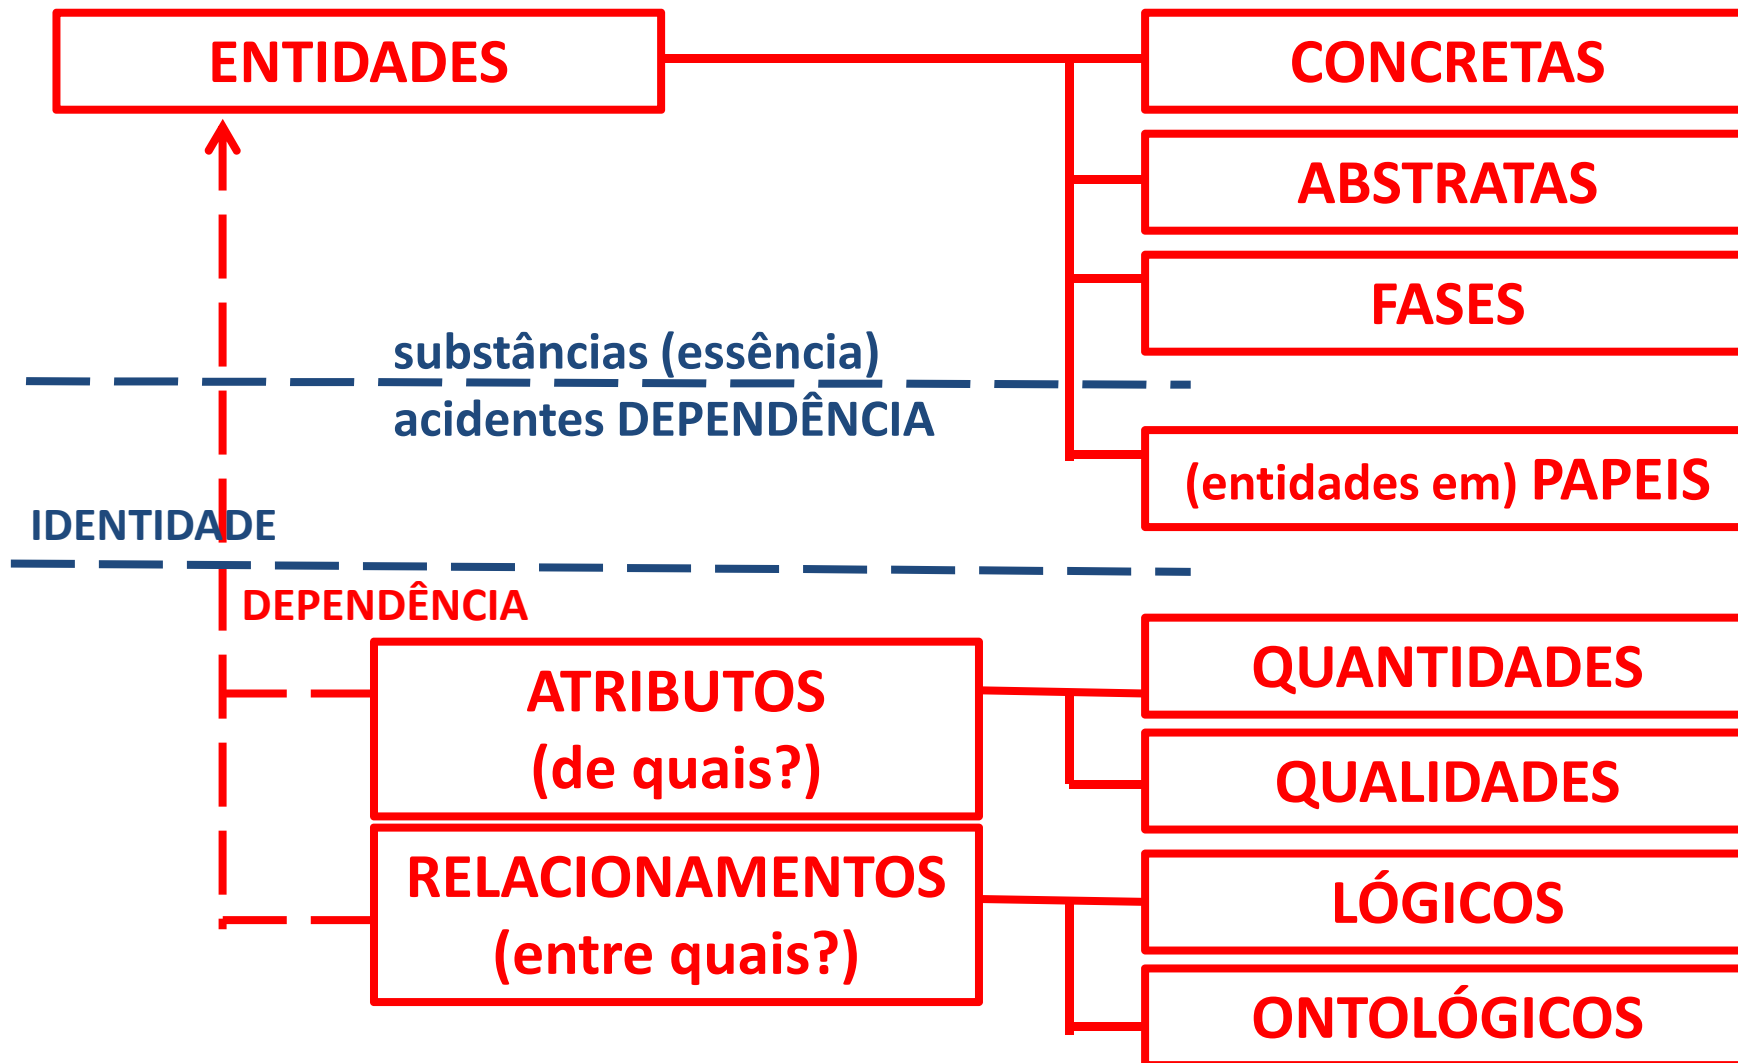 ENTIDADES
CONCRETAS
ABSTRATAS
FASES
substâncias (essência)
acidentes DEPENDÊNCIA
(entidades em) PAPEIS
IDENTIDADE
DEPENDÊNCIA
ATRIBUTOS
(de quais?)
QUANTIDADES
QUALIDADES
RELACIONAMENTOS
(entre quais?)
LÓGICOS
ONTOLÓGICOS